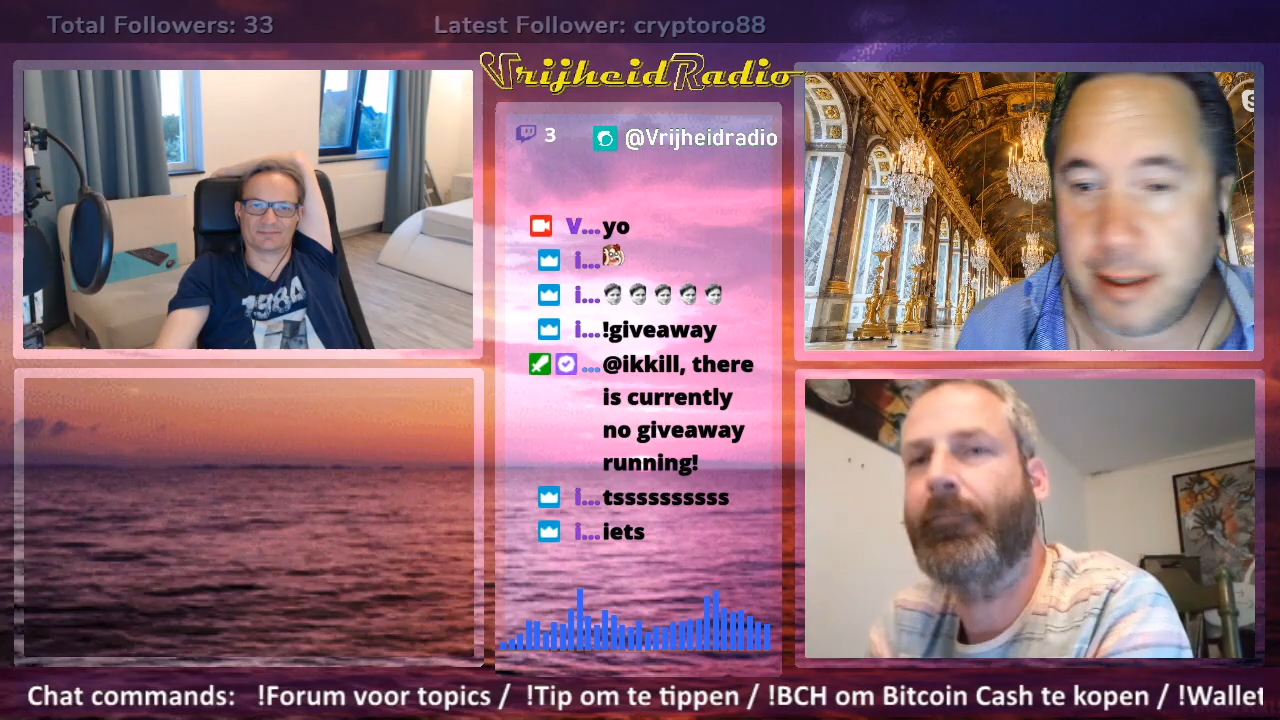 Total Followers: 33
Latest Follower: cryptoro88
VrijheidRadio
3
@Vrijheidradio
V... yo
i...
i...
i... !giveaway
... @ikkill, there
is currently
no giveaway
running!
i... tssssssssss
i... iets
1984
Chat commands: !Forum voor topics / !Tip om te tippen / !BCH om Bitcoin Cash te kopen / !Wallet